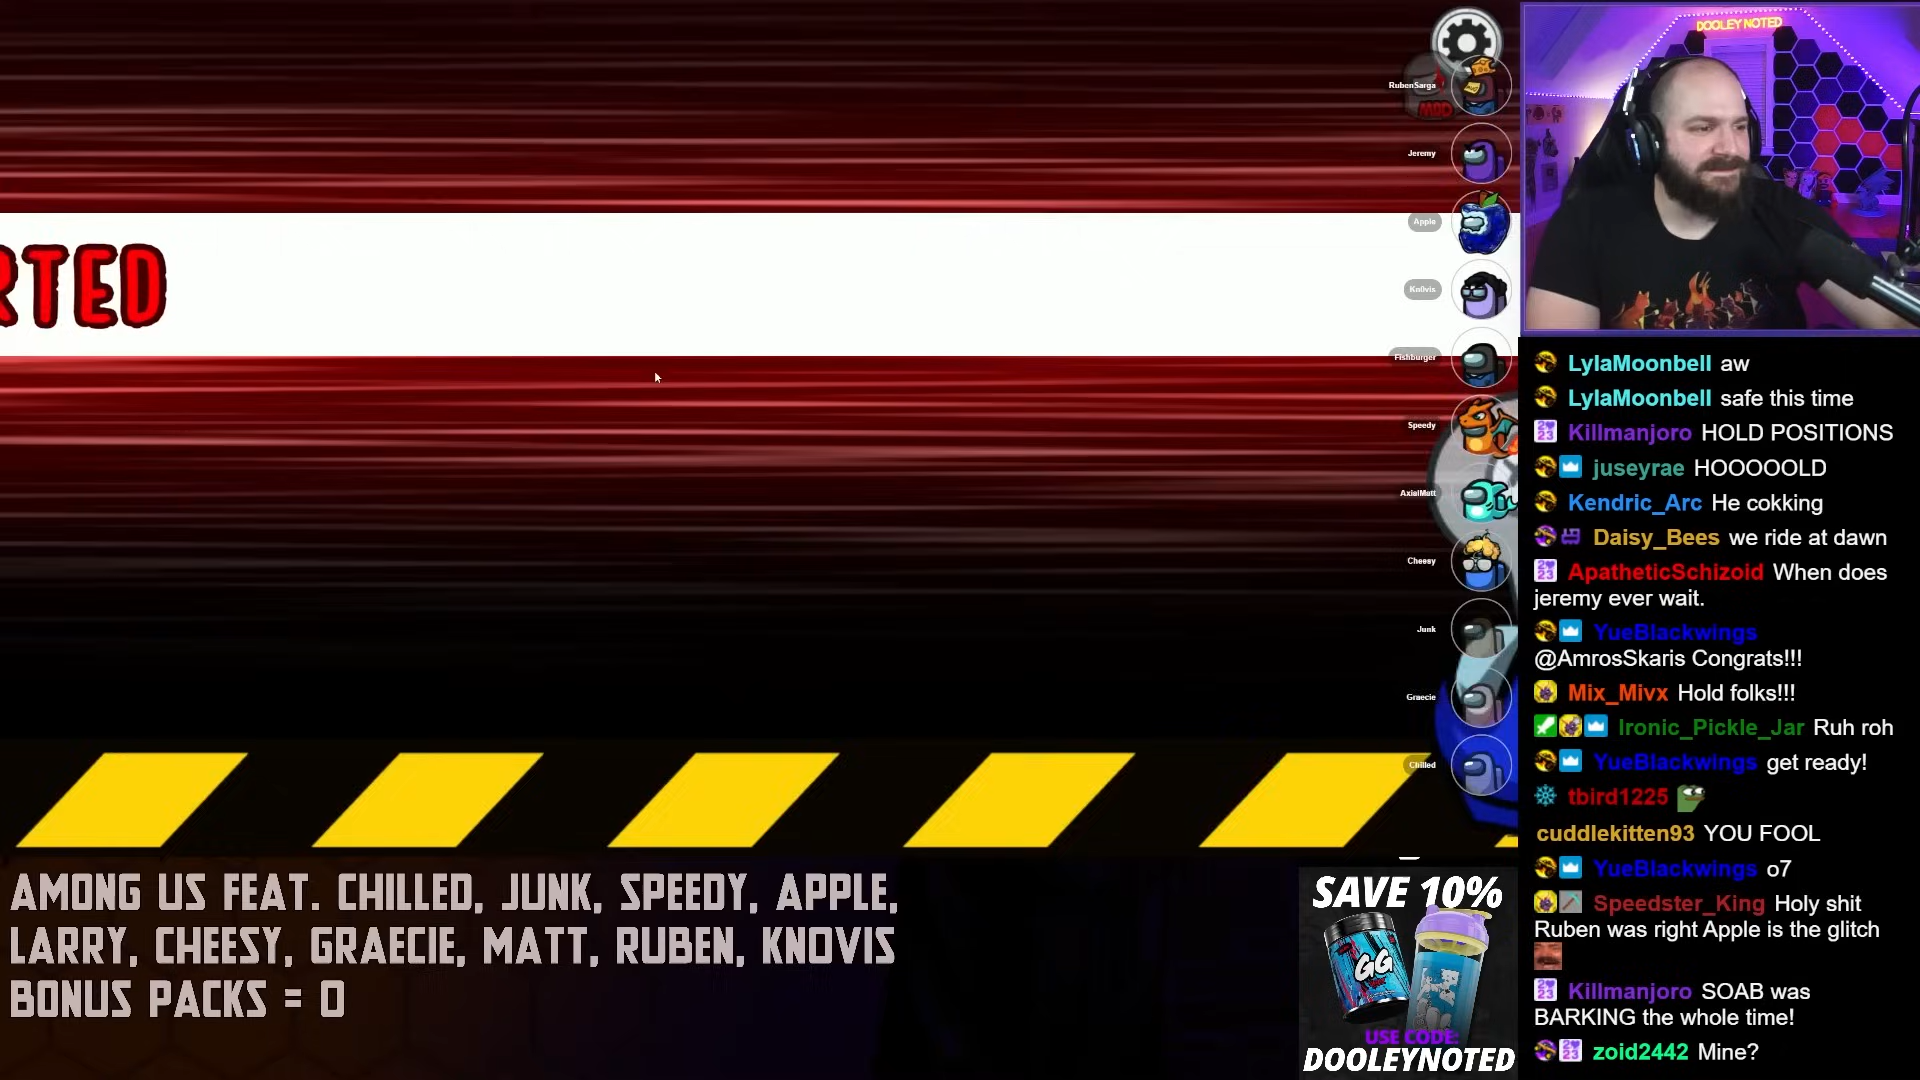 DOOLEY NOTED
RTED
RubenSarga
MOD
Jeremy
Apple
Kn0vis
Fishburger
Speedy
AxialMatt
Cheesy
Junk
Graecie
Chilled
LylaMoonbell aw
LylaMoonbell safe this time
Killmanjoro HOLD POSITIONS
juseyrae HOOOOOLD
Kendric_Arc He cokking
Daisy_Bees we ride at dawn
ApatheticSchizoid When does
jeremy ever wait.
YueBlackwings
@AmrosSkaris Congrats!!!
Mix_Mivx Hold folks!!!
Ironic_Pickle_Jar Ruh roh
YueBlackwings get ready!
tbird1225
cuddlekitten93 YOU FOOL
YueBlackwings o7
Speedster_King Holy shit
Ruben was right Apple is the glitch
Killmanjoro SOAB was
BARKING the whole time!
zoid2442 Mine?
AMONG US FEAT. CHILLED, JUNK, SPEEDY, APPLE,
LARRY, CHEESY, GRAECIE, MATT, RUBEN, KNOVIS
BONUS PACKS = 0
SAVE 10%
GG
USE CODE:
DOOLEYNOTED